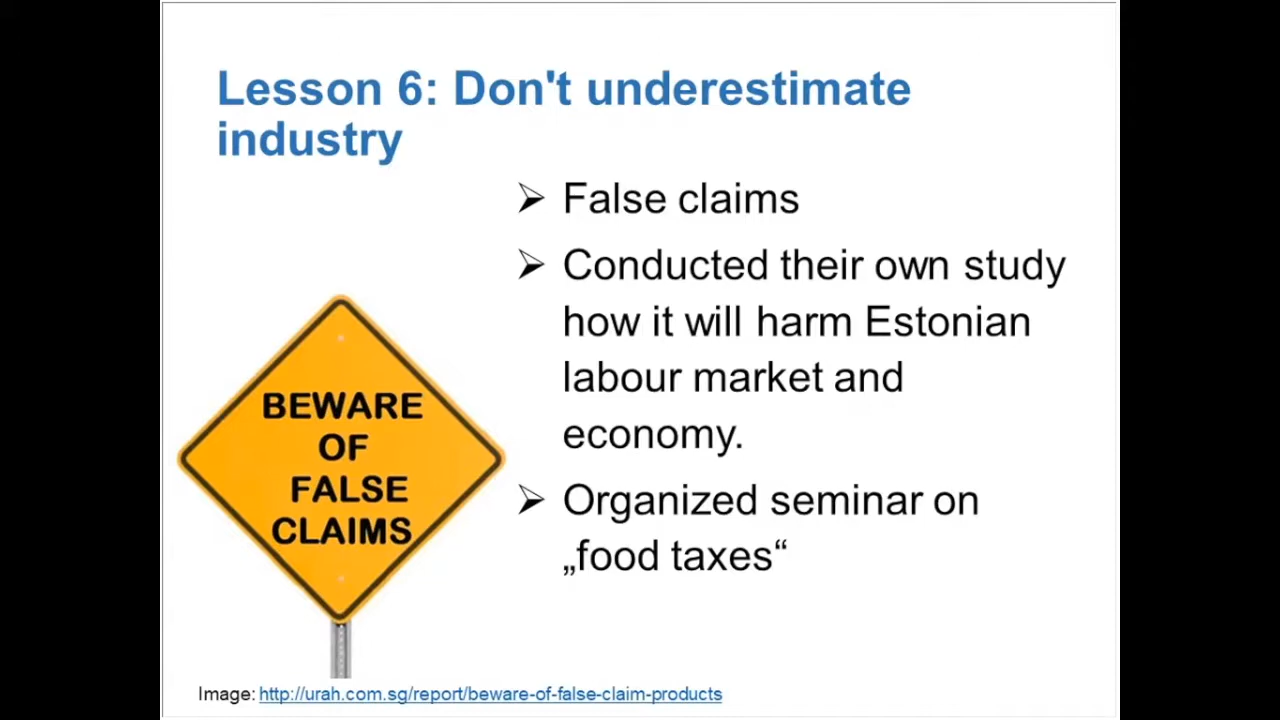 Lesson 6: Don't underestimate
industry
➢ False claims
➢ Conducted their own study
how it will harm Estonian
labour market and
economy.
➢ Organized seminar on
„food taxes“
BEWARE
OF
FALSE
CLAIMS
Image: http://urah.com.sg/report/beware-of-false-claim-products